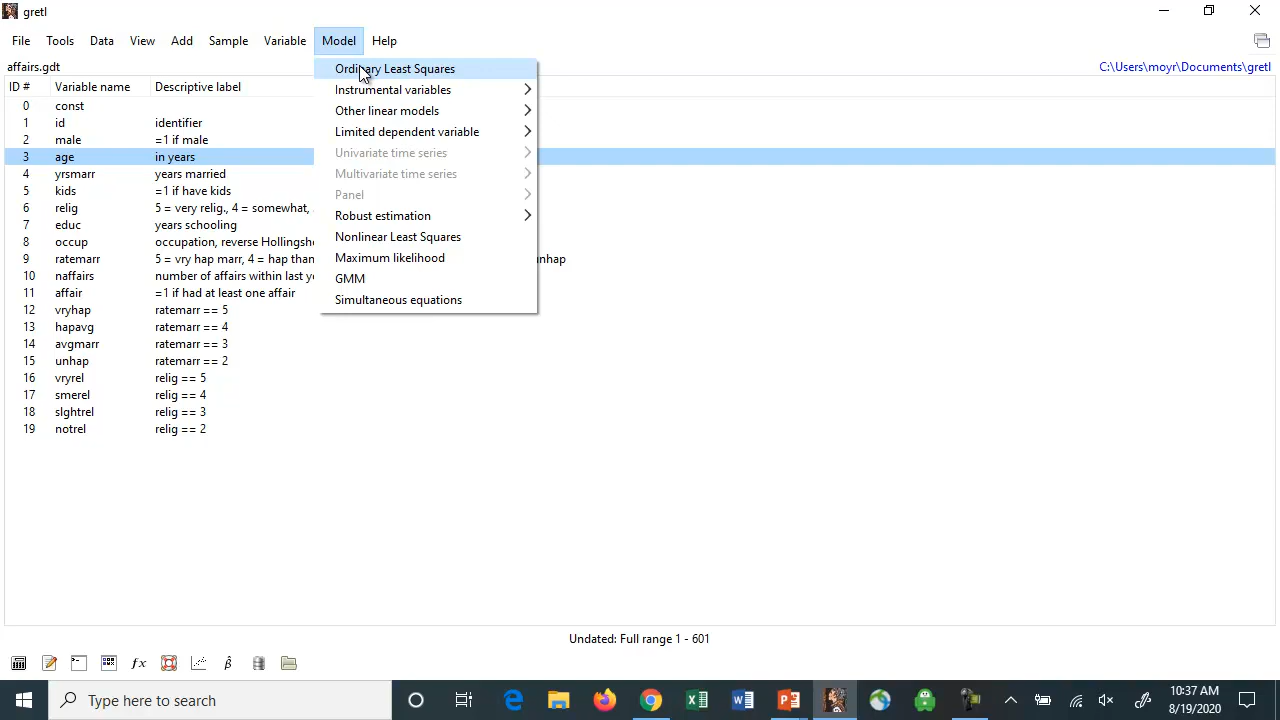 gretl
File Tools Data View Add Sample Variable Model Help
affairs.gdt C:\Users\moyr\Documents\gretl
ID # Variable name Descriptive label
0 const
1 id identifier
2 male =1 if male
3 age in years
4 yrsmarr years married
5 kids =1 if have kids
6 relig 5 = very relig., 4 = somewhat,
7 educ years schooling
8 occup occupation, reverse
9 ratemarr 5 = vry hap marr, 4 = hap than
10 naffairs number of affairs within last
11 affair =1 if had at least one affair
12 vryhap ratemarr == 5
13 hapavg ratemarr == 4
14 avgmarr ratemarr == 3
15 unhap ratemarr == 2
16 vryrel relig == 5
17 smerel relig == 4
18 slghtrel relig == 3
19 notrel relig == 2
Ordinary Least Squares
Instrumental variables
Other linear models
Limited dependent variable
Univariate time series
Multivariate time series
Panel
Robust estimation
Nonlinear Least Squares
Maximum likelihood
GMM
Simultaneous equations
Undated: Full range 1 - 601
fx β̂
Type here to search
10:37 AM
8/19/2020